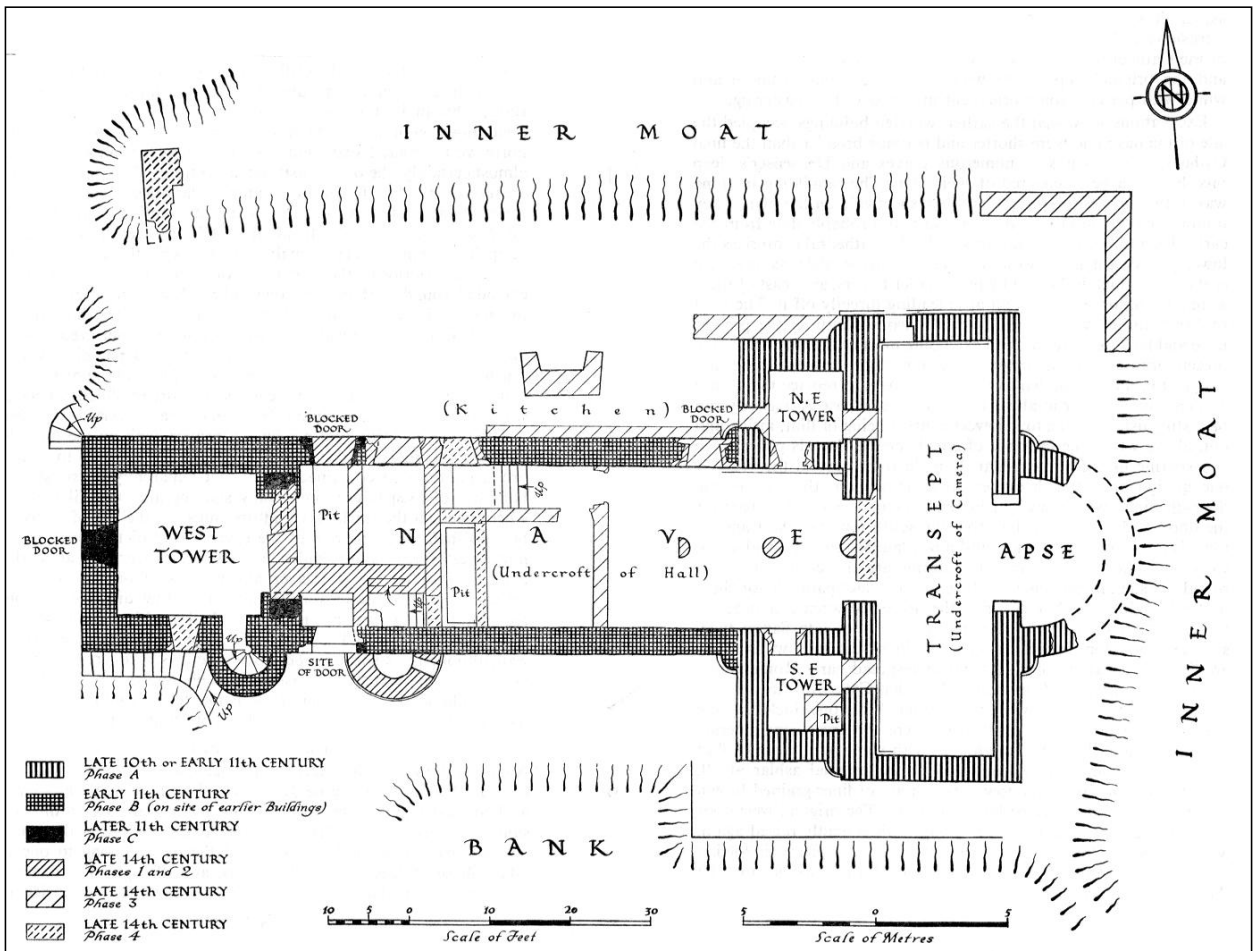 INNER MOAT
N
Up
BLOCKED DOOR
(Kitchen)
BLOCKED DOOR
N.E TOWER
WEST TOWER
BLOCKED DOOR
Pit
NAVE
(Undercroft of Hall)
Up
Pit
Up
Up
SITE OF DOOR
Up
TRANSEPT
(Undercroft of Camera)
APSE
INNER MOAT
S.E TOWER
Pit
BANK
LATE 10th or EARLY 11th CENTURY
Phase A
EARLY 11th CENTURY
Phase B (on site of earlier Buildings)
LATER 11th CENTURY
Phase C
LATE 14th CENTURY
Phases 1 and 2
LATE 14th CENTURY
Phase 3
LATE 14th CENTURY
Phase 4
10 5 0 10 20 30
Scale of Feet
5 0 5
Scale of Metres